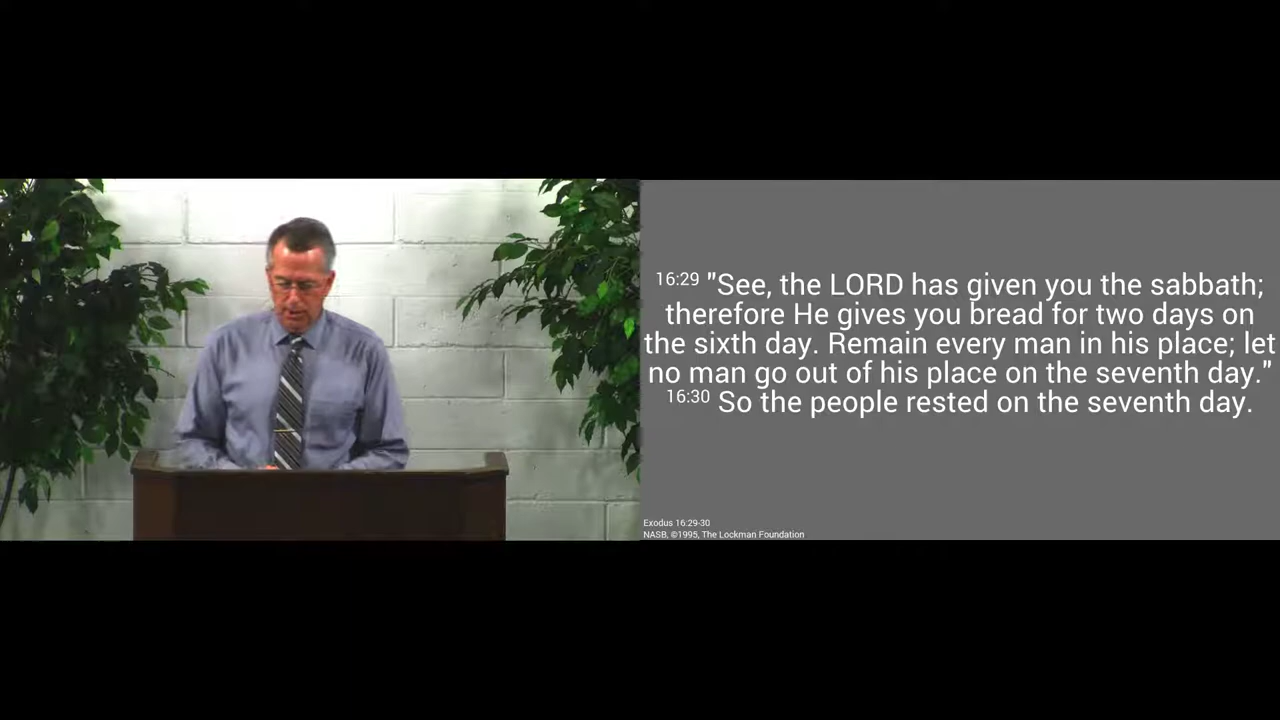 16:29 "See, the LORD has given you the sabbath;
therefore He gives you bread for two days on
the sixth day. Remain every man in his place; let
no man go out of his place on the seventh day."
16:30 So the people rested on the seventh day.
Exodus 16:29-30
NASB, ©1995, The Lockman Foundation